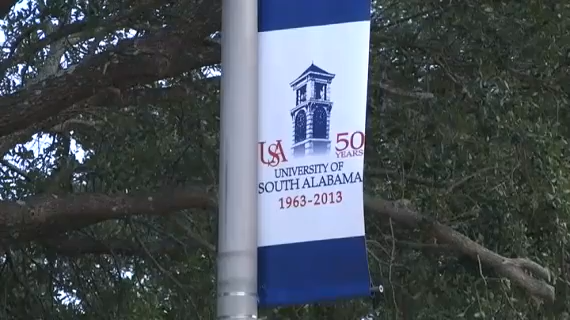 USA 50
YEARS
UNIVERSITY OF
SOUTH ALABAMA
1963-2013